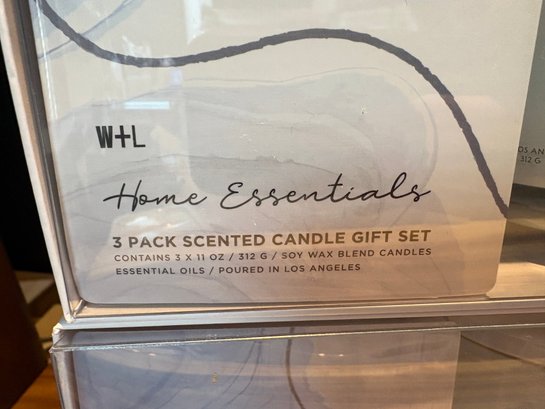 W+L
Home Essentials
3 PACK SCENTED CANDLE GIFT SET
CONTAINS 3 X 11 OZ / 312 G / SOY WAX BLEND CANDLES
ESSENTIAL OILS / POURED IN LOS ANGELES
312 G